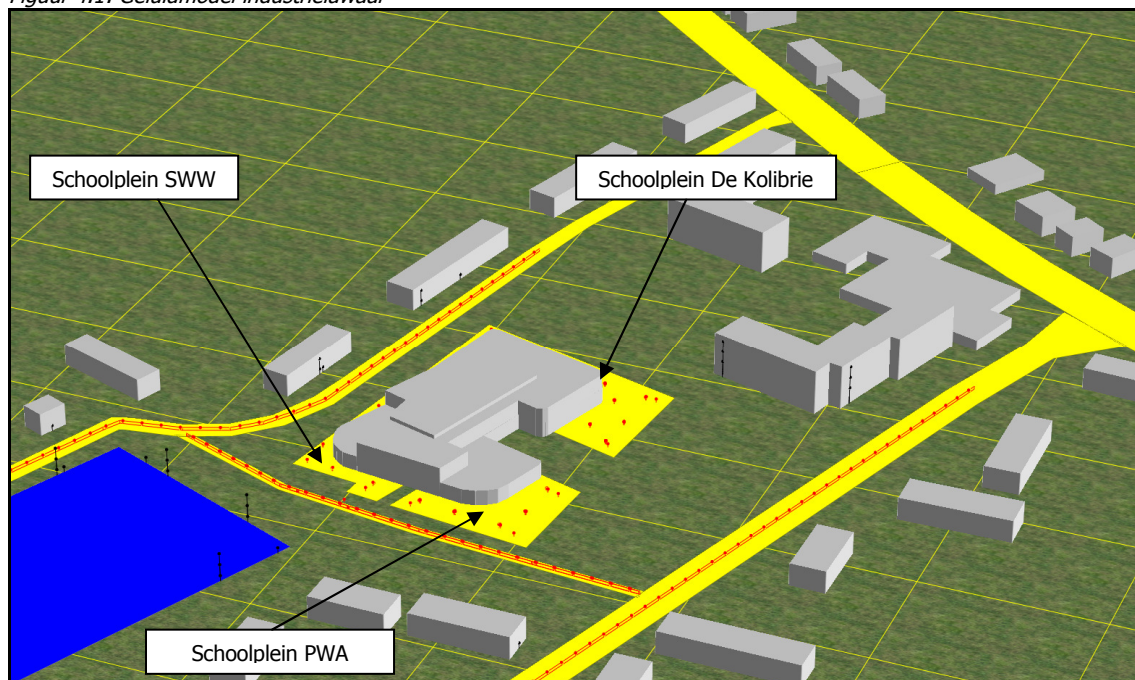 Figuur 4.1: Geluidmodel industrielawaai
Schoolplein SWW
Schoolplein De Kolibrie
Schoolplein PWA